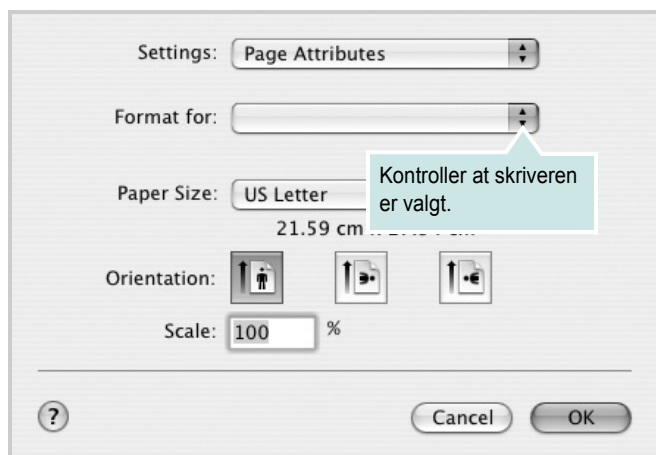 Settings: Page Attributes
Format for:
Kontroller at skriveren
er valgt.
Paper Size: US Letter
21.59 cm
Orientation:
Scale: 100 %
? Cancel OK